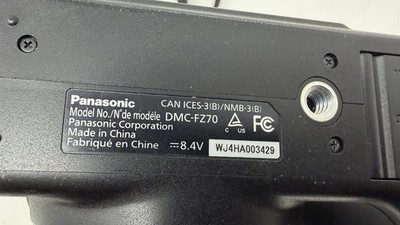 Panasonic CAN ICES-3(B)/NMB-3(B)
Model No./N° de modèle DMC-FZ70
Panasonic Corporation
Made in China
Fabriqué en Chine ⎓8.4V WJ4HA003429
C US FC